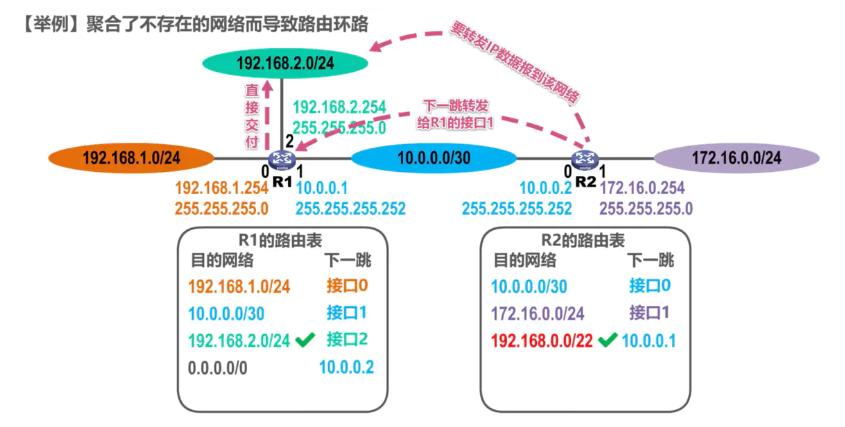 【举例】聚合了不存在的网络而导致路由环路
要转发IP数据报到该网络
192.168.2.0/24
直接交付
192.168.2.254
255.255.255.0
下一跳转发
给R1的接口1
2
192.168.1.0/24
10.0.0.0/30
172.16.0.0/24
0 R1 1
0 R2 1
192.168.1.254
255.255.255.0
10.0.0.1
255.255.255.252
10.0.0.2
255.255.255.252
172.16.0.254
255.255.255.0
R1的路由表
目的网络 下一跳
192.168.1.0/24 接口0
10.0.0.0/30 接口1
192.168.2.0/24 接口2
0.0.0.0/0 10.0.0.2
R2的路由表
目的网络 下一跳
10.0.0.0/30 接口0
172.16.0.0/24 接口1
192.168.0.0/22 10.0.0.1